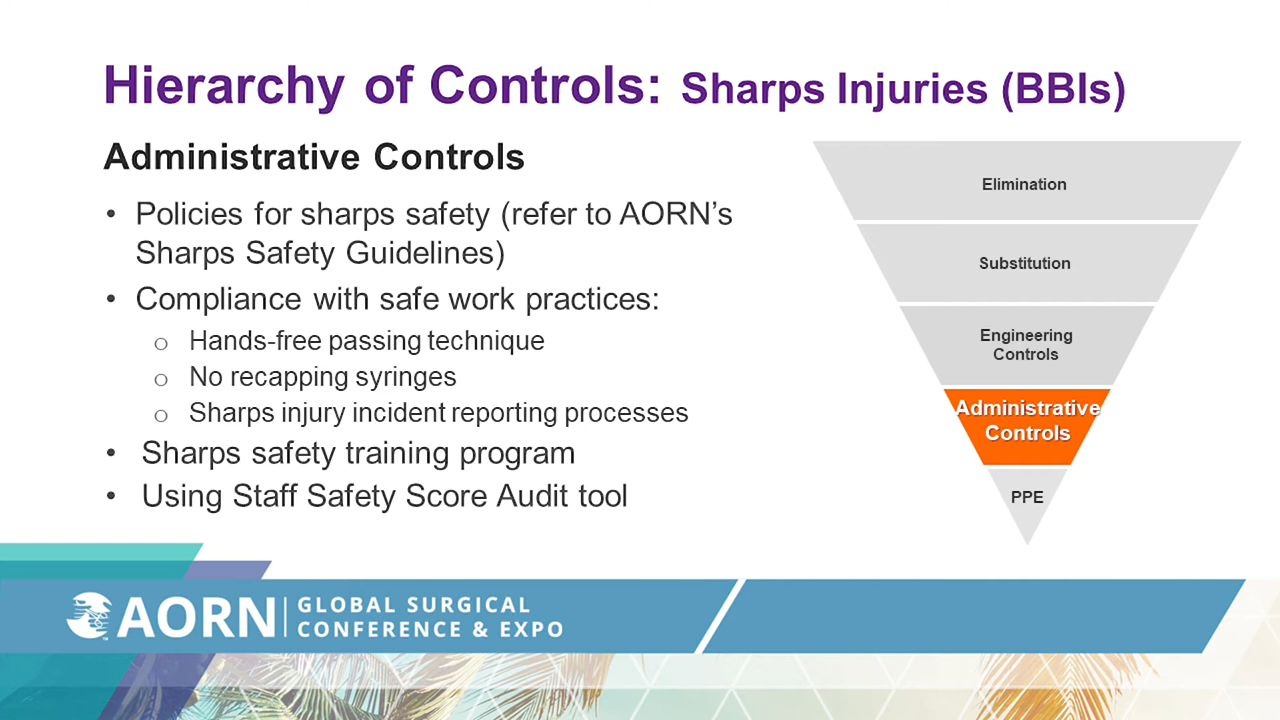 Hierarchy of Controls: Sharps Injuries (BBIs)
Administrative Controls
• Policies for sharps safety (refer to AORN’s
Sharps Safety Guidelines)
• Compliance with safe work practices:
o Hands-free passing technique
o No recapping syringes
o Sharps injury incident reporting processes
• Sharps safety training program
• Using Staff Safety Score Audit tool
Elimination
Substitution
Engineering
Controls
Administrative
Controls
PPE
AORN
GLOBAL SURGICAL
CONFERENCE & EXPO